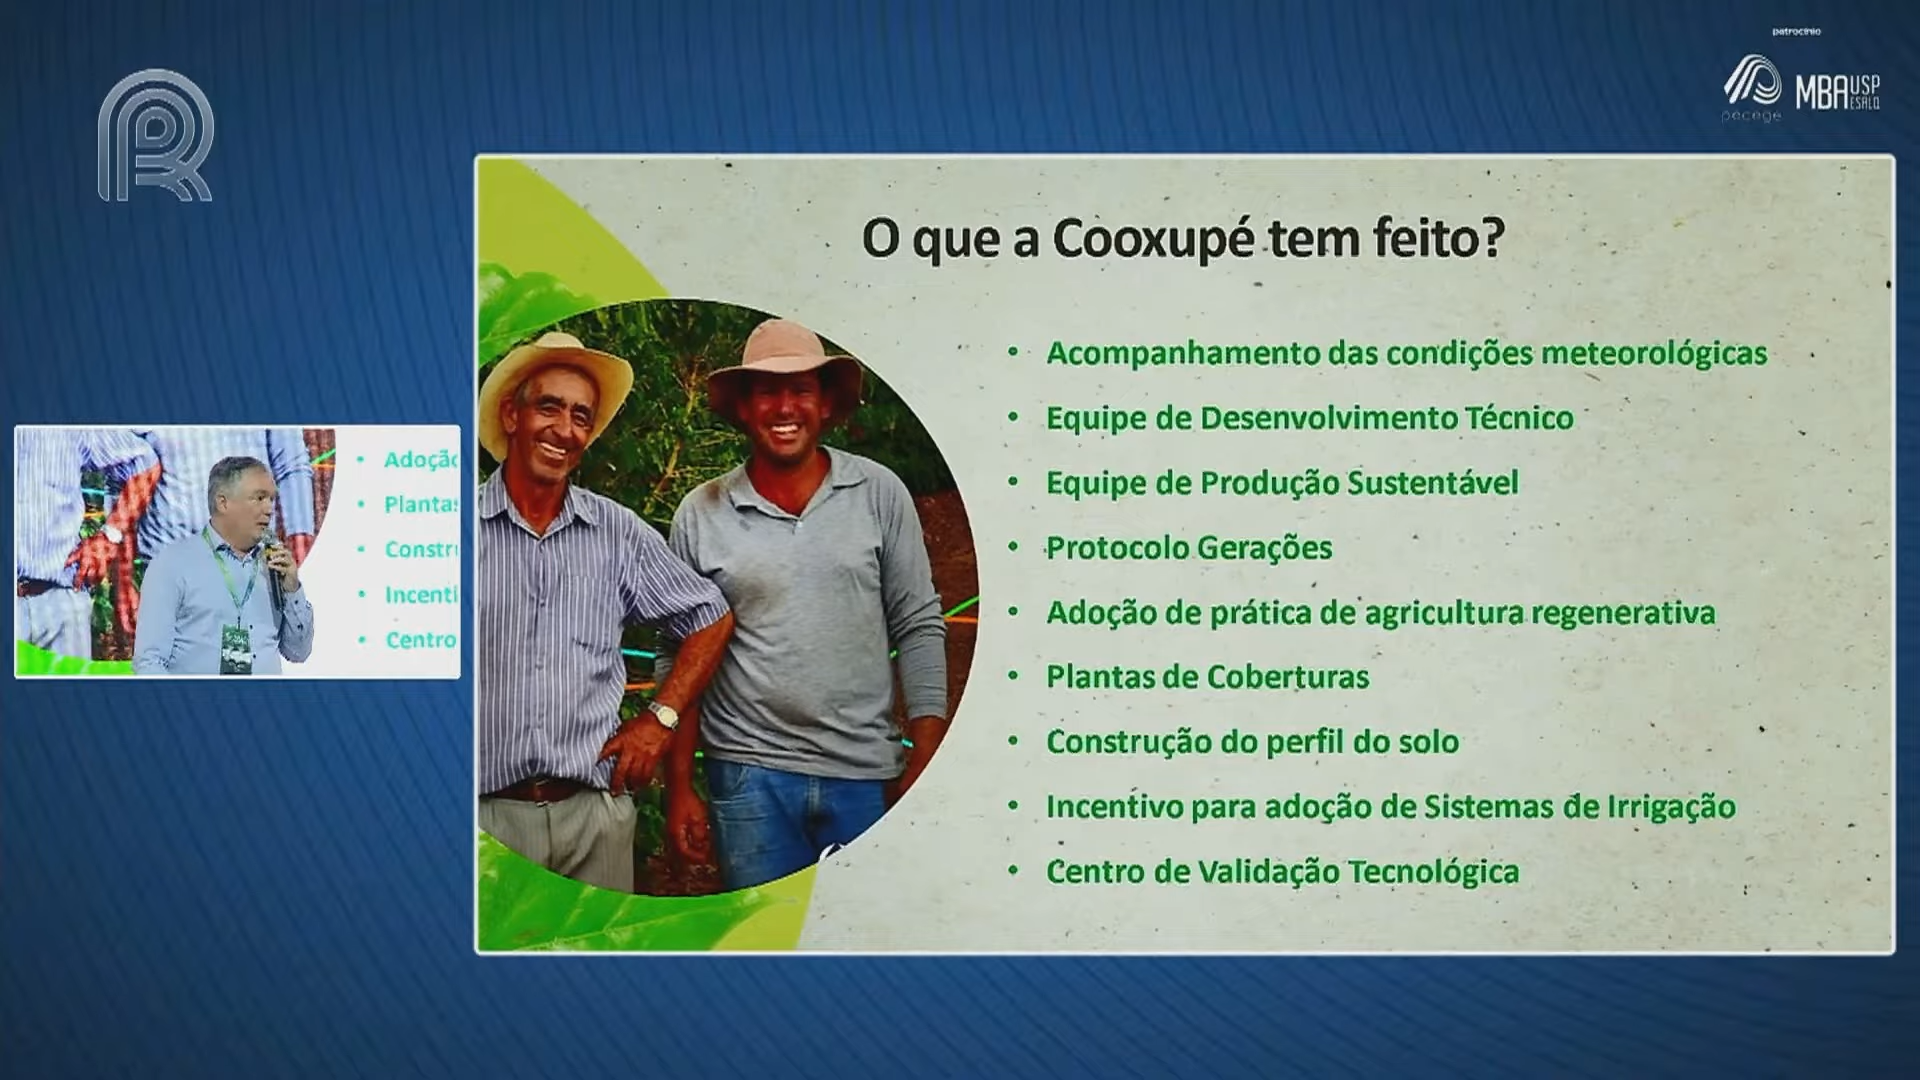 patrocínio
pecege
MBA USP
ESALQ
O que a Cooxupé tem feito?
• Acompanhamento das condições meteorológicas
• Equipe de Desenvolvimento Técnico
• Equipe de Produção Sustentável
• Protocolo Gerações
• Adoção de prática de agricultura regenerativa
• Plantas de Coberturas
• Construção do perfil do solo
• Incentivo para adoção de Sistemas de Irrigação
• Centro de Validação Tecnológica
• Adoçã
• Plantas
• Constr
• Incenti
• Centro